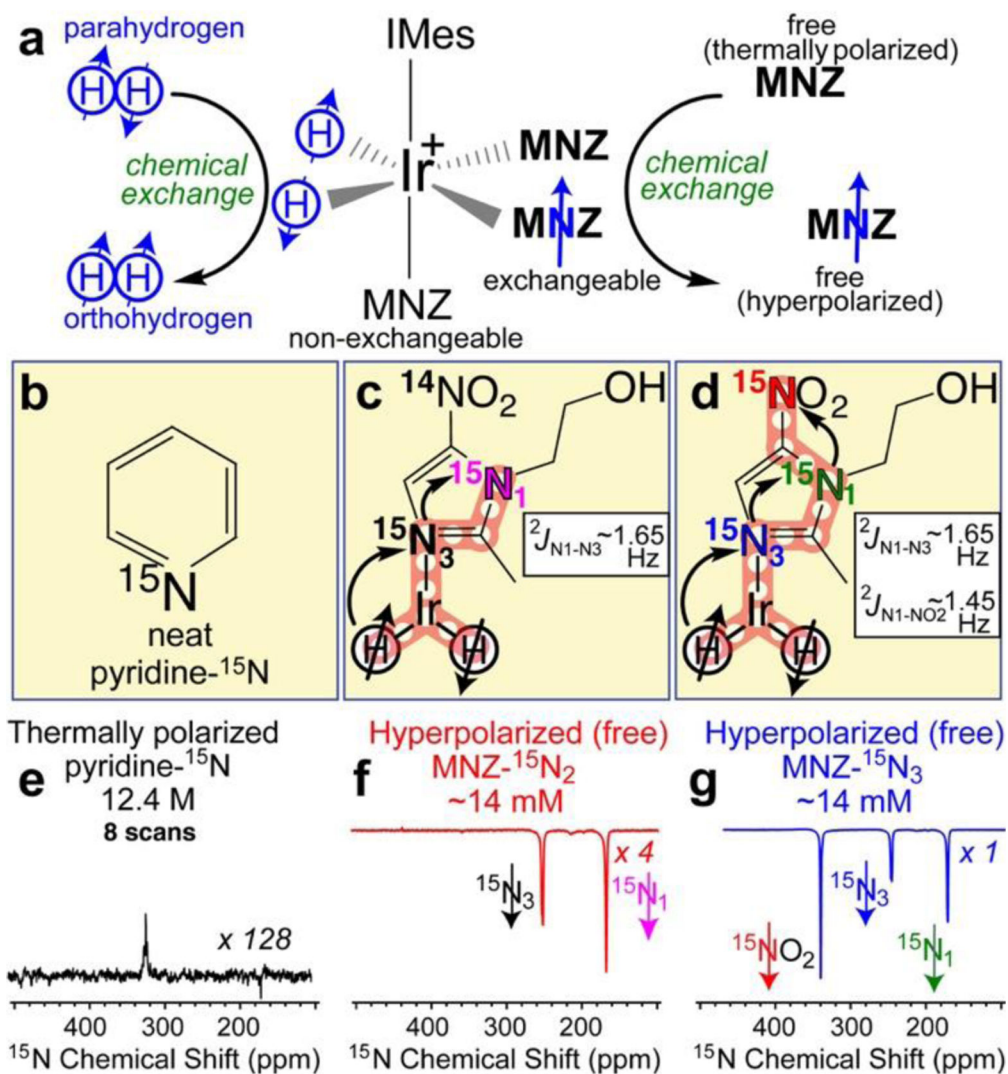 a
parahydrogen
H H
chemical
exchange
H H
orthohydrogen
IMes
H
H
Ir+
MNZ
MNZ
exchangeable
MNZ
non-exchangeable
free
(thermally polarized)
MNZ
chemical
exchange
MNZ
free
(hyperpolarized)
b
¹⁵N
neat
pyridine-¹⁵N
c
¹⁴NO₂
OH
¹⁵N₁
¹⁵N₃
²J_N1-N3~1.65
Hz
Ir
H H
d
¹⁵NO₂
OH
¹⁵N₁
¹⁵N₃
²J_N1-N3~1.65
Hz
²J_N1-NO2~1.45
Hz
Ir
H H
e
Thermally polarized
pyridine-¹⁵N
12.4 M
8 scans
x 128
400 300 200
¹⁵N Chemical Shift (ppm)
f
Hyperpolarized (free)
MNZ-¹⁵N₂
~14 mM
x 4
¹⁵N₃
¹⁵N₁
400 200
¹⁵N Chemical Shift (ppm)
g
Hyperpolarized (free)
MNZ-¹⁵N₃
~14 mM
x 1
¹⁵N₃
¹⁵NO₂
¹⁵N₁
400 300 200
¹⁵N Chemical Shift (ppm)